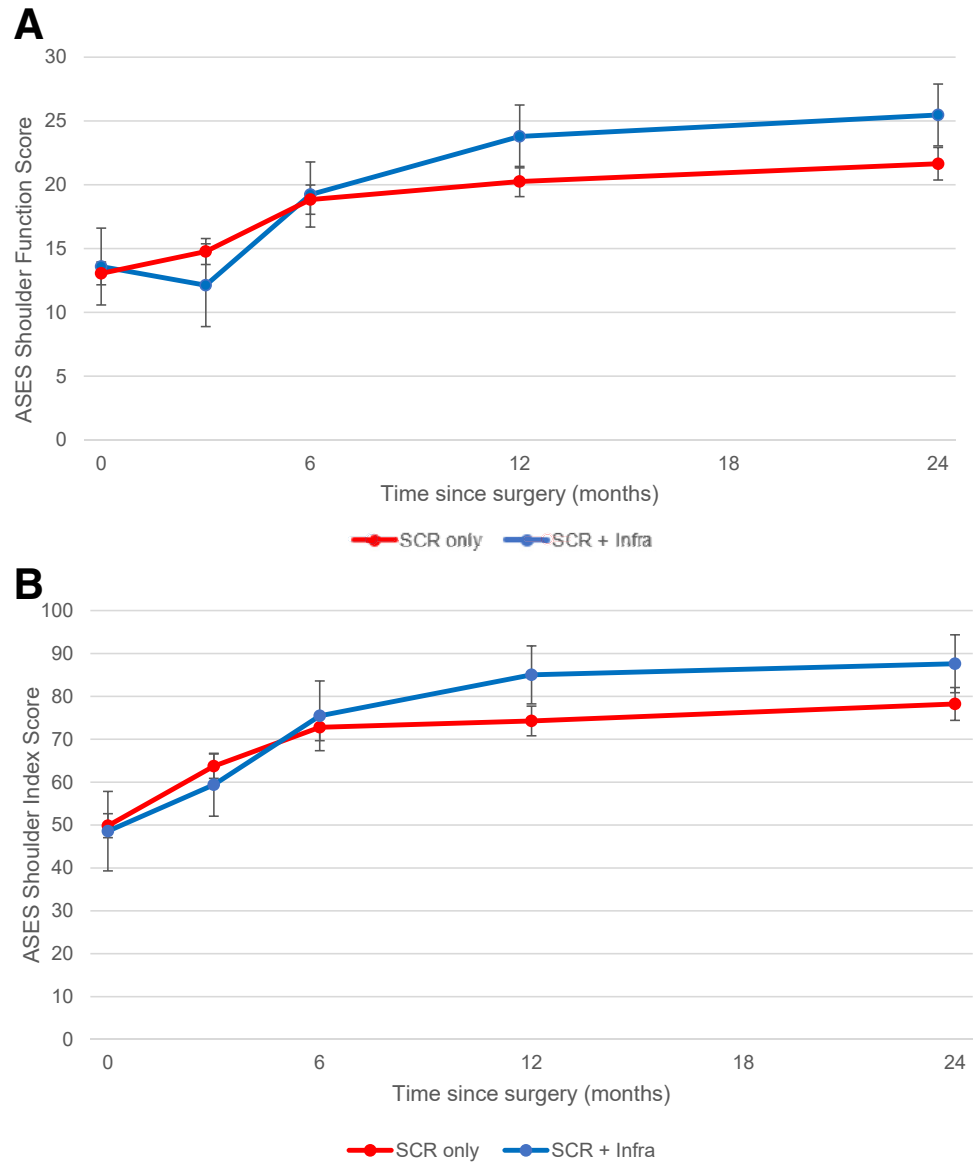 A
30
25
20
15
10
5
0
ASES Shoulder Function Score
0 6 12 18 24
Time since surgery (months)
SCR only SCR + Infra
B
100
90
80
70
60
50
40
30
20
10
0
ASES Shoulder Index Score
0 6 12 18 24
Time since surgery (months)
SCR only SCR + Infra